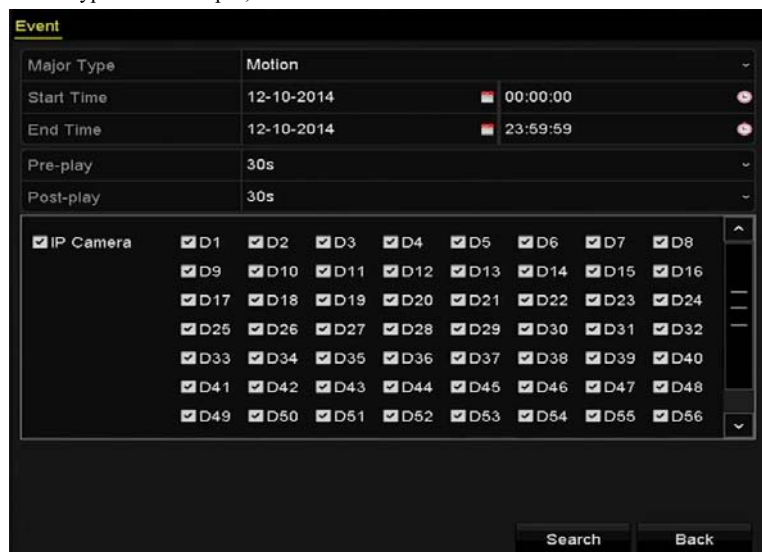 Event
Major Type Motion
Start Time 12-10-2014 00:00:00
End Time 12-10-2014 23:59:59
Pre-play 30s
Post-play 30s
IP Camera D1 D2 D3 D4 D5 D6 D7 D8
D9 D10 D11 D12 D13 D14 D15 D16
D17 D18 D19 D20 D21 D22 D23 D24
D25 D26 D27 D28 D29 D30 D31 D32
D33 D34 D35 D36 D37 D38 D39 D40
D41 D42 D43 D44 D45 D46 D47 D48
D49 D50 D51 D52 D53 D54 D55 D56
Search Back